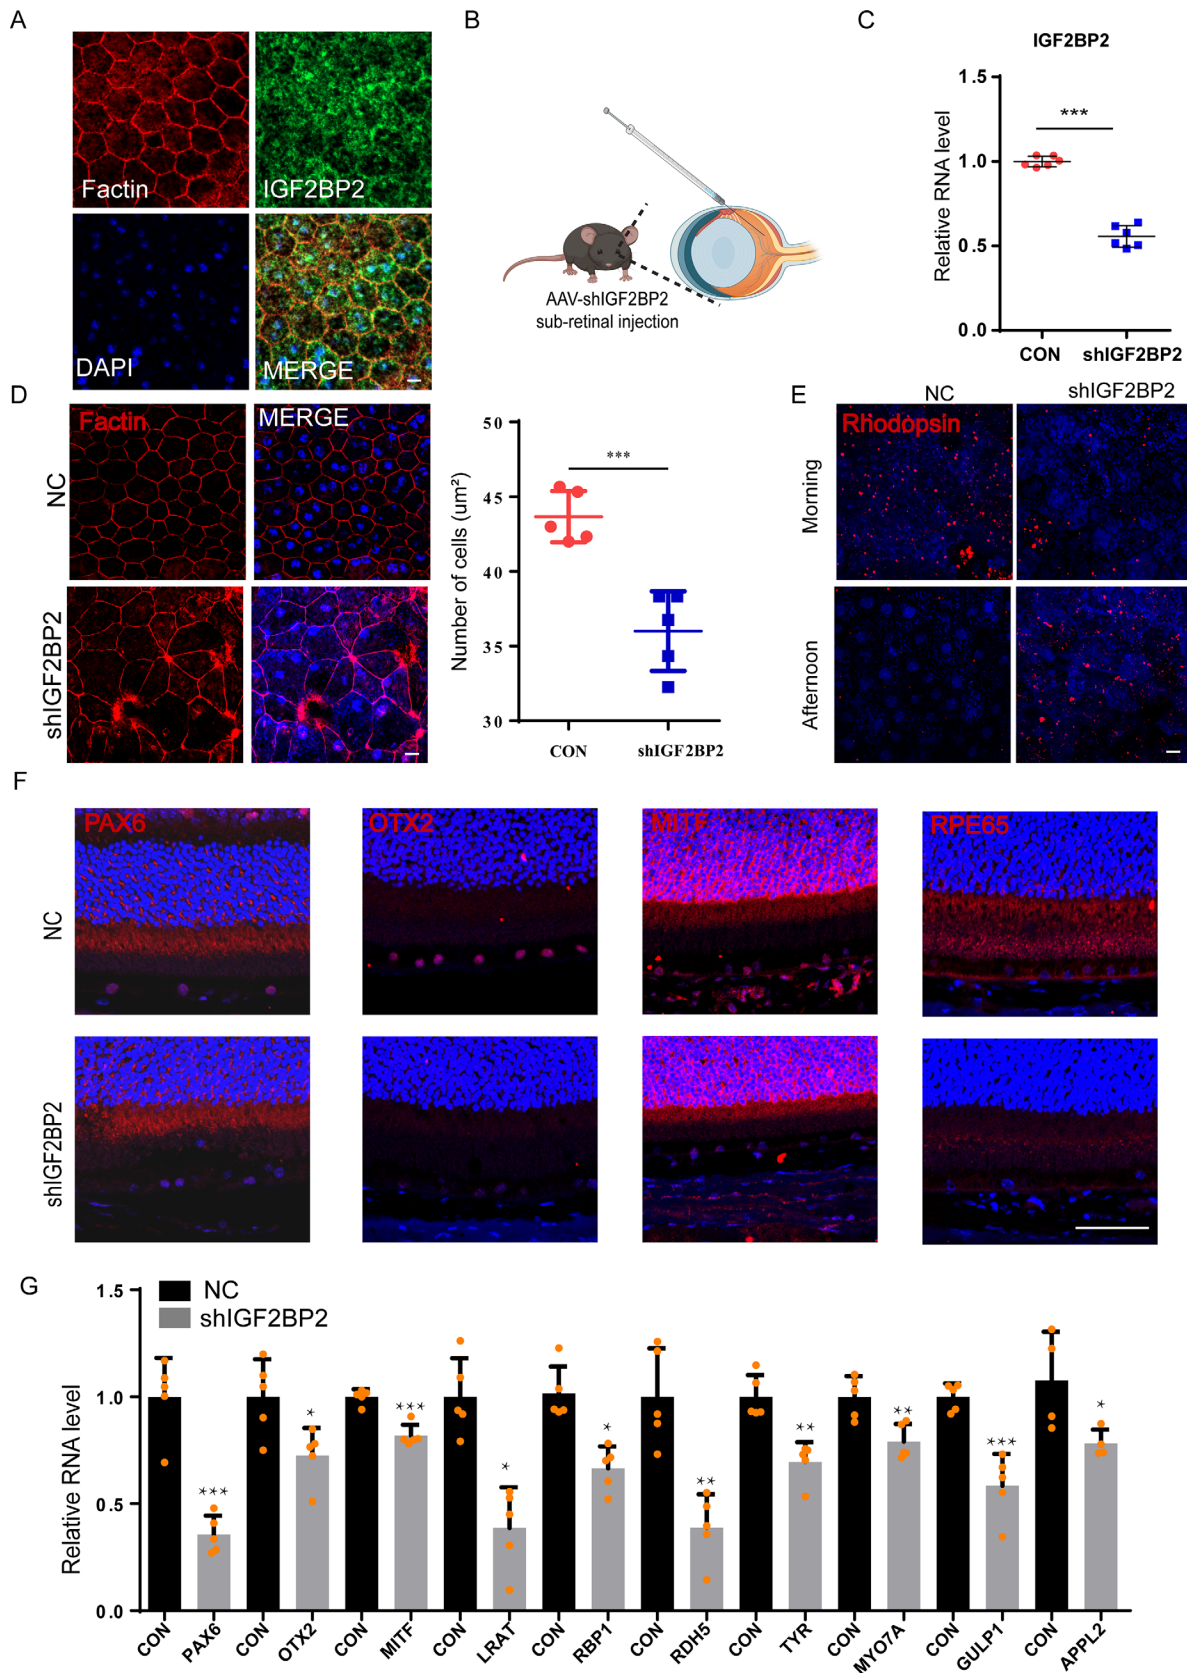 A
Factin
IGF2BP2
DAPI
MERGE
B
AAV-shIGF2BP2
sub-retinal injection
C
IGF2BP2
Relative RNA level
1.5
1.0
0.5
0.0
***
CON
shIGF2BP2
D
Factin
MERGE
NC
shIGF2BP2
Number of cells (um²)
50
45
40
35
30
***
CON
shIGF2BP2
E
NC
shIGF2BP2
Rhodopsin
Morning
Afternoon
F
PAX6
OTX2
MITF
RPE65
NC
shIGF2BP2
G
NC
shIGF2BP2
Relative RNA level
1.5
1.0
0.5
0.0
***
*
***
*
*
**
**
**
***
*
CON
PAX6
CON
OTX2
CON
MITF
CON
LRAT
CON
RBP1
CON
RDH5
CON
TYR
CON
MYO7A
CON
GULP1
CON
APPL2